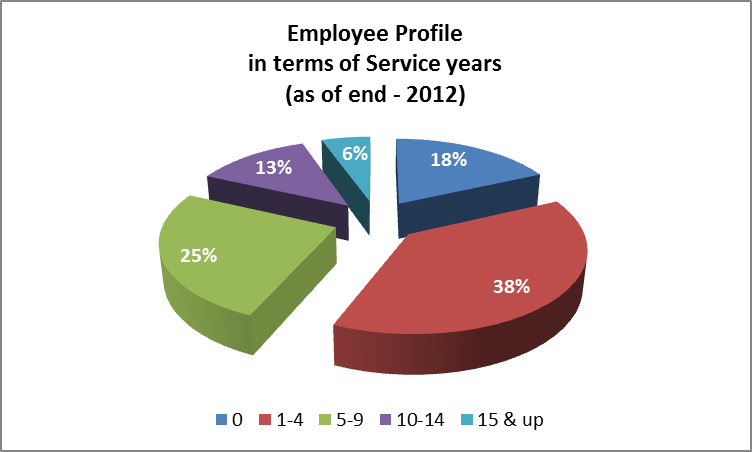 Employee Profile
in terms of Service years
(as of end - 2012)
6%
18%
13%
25%
38%
0 1-4 5-9 10-14 15 & up